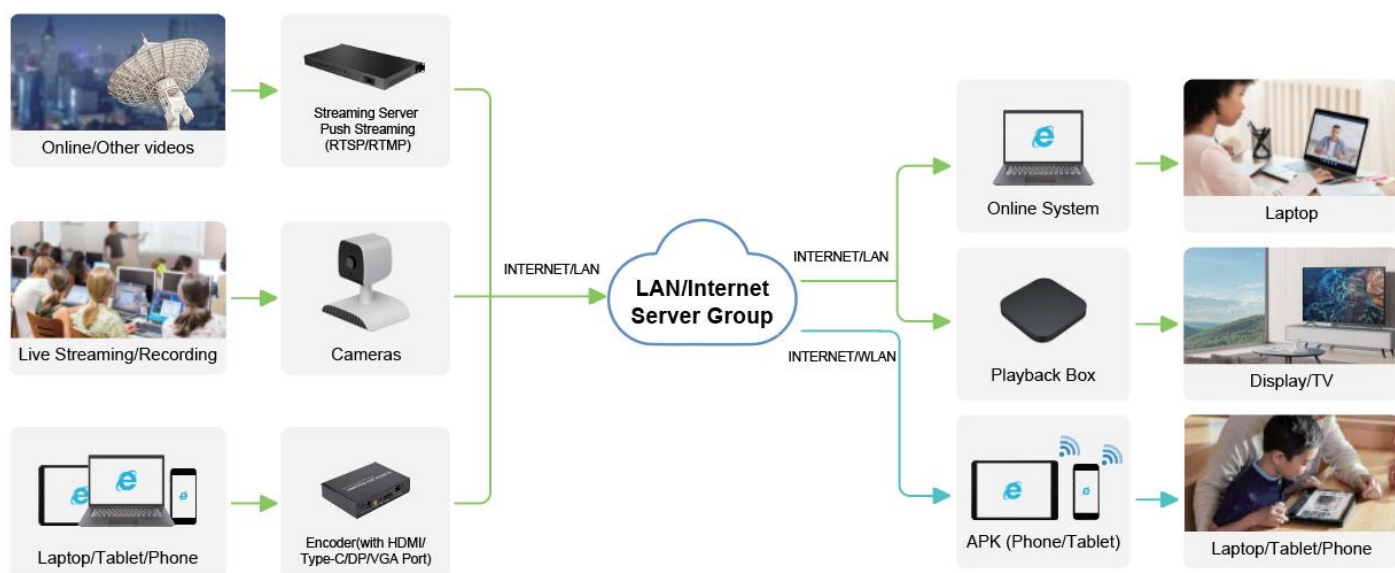 Online/Other videos
Streaming Server
Push Streaming
(RTSP/RTMP)
Live Streaming/Recording
Cameras
Laptop/Tablet/Phone
Encoder(with HDMI/
Type-C/DP/VGA Port)
INTERNET/LAN
LAN/Internet
Server Group
INTERNET/LAN
INTERNET/WLAN
Online System
Laptop
Playback Box
Display/TV
APK (Phone/Tablet)
Laptop/Tablet/Phone